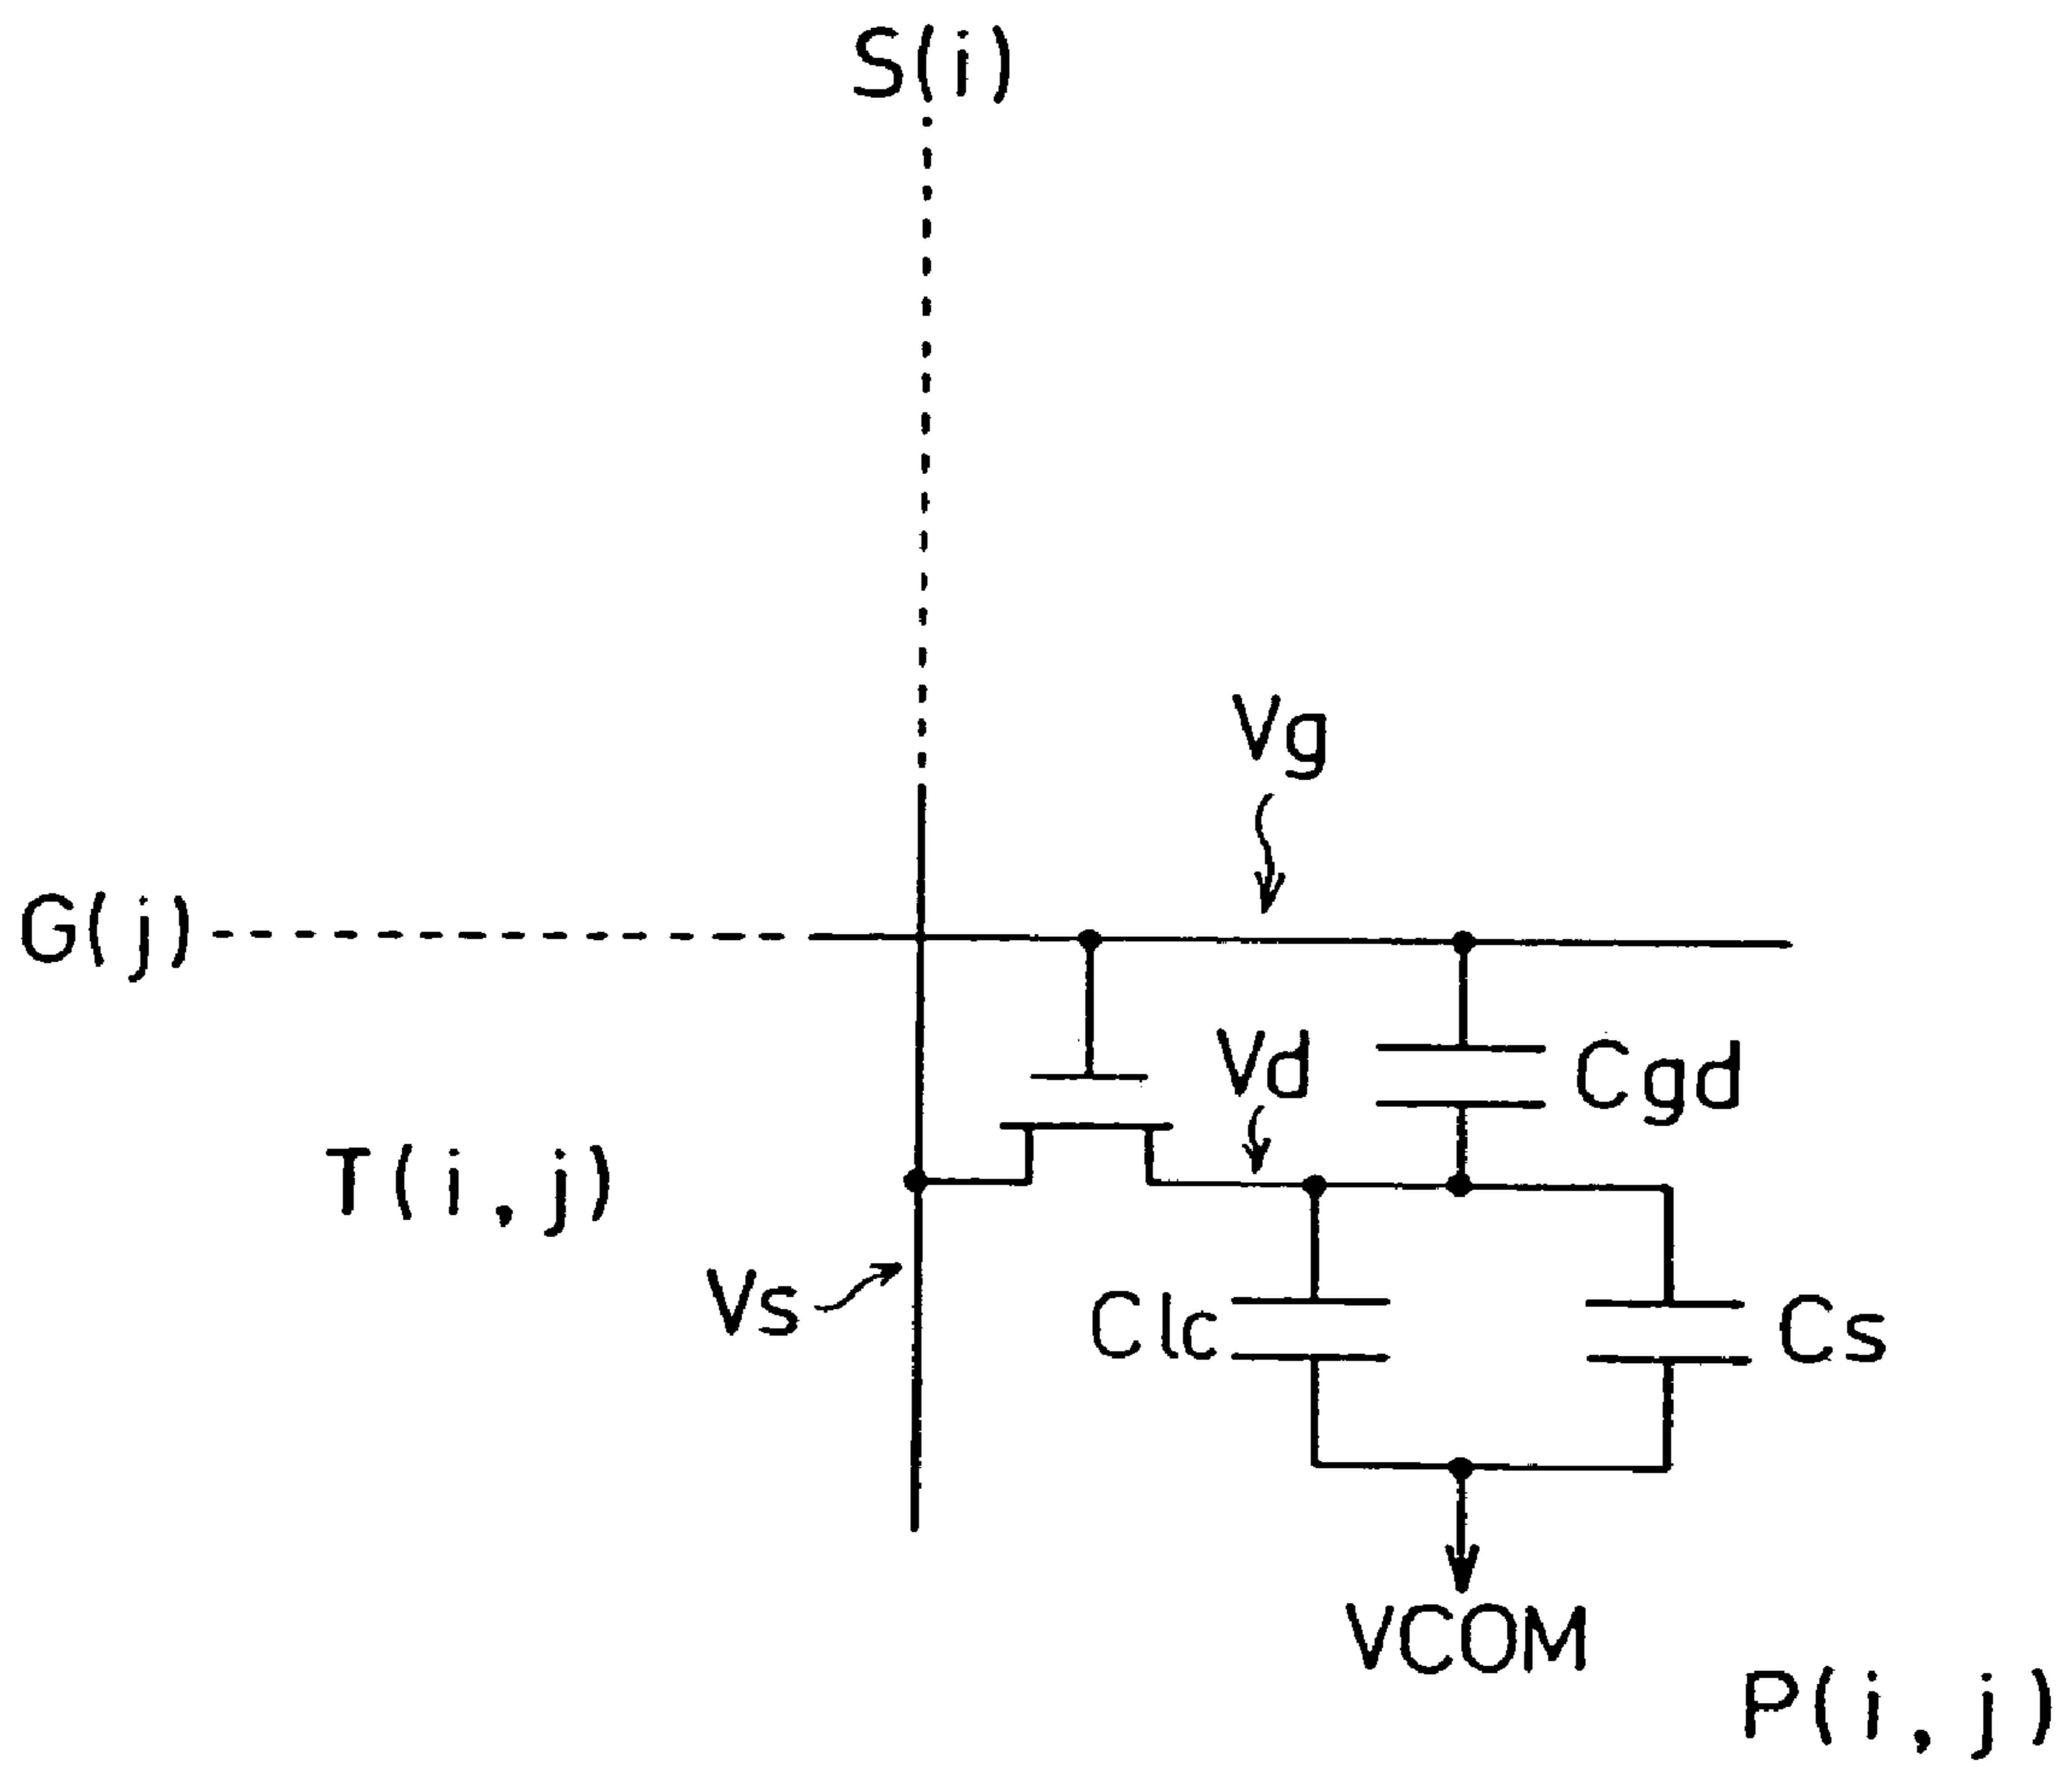 S(i)
Vg
G(j)
Vd
Cgd
T(i,j)
Vs
Clc
Cs
VCOM
P(i,j)